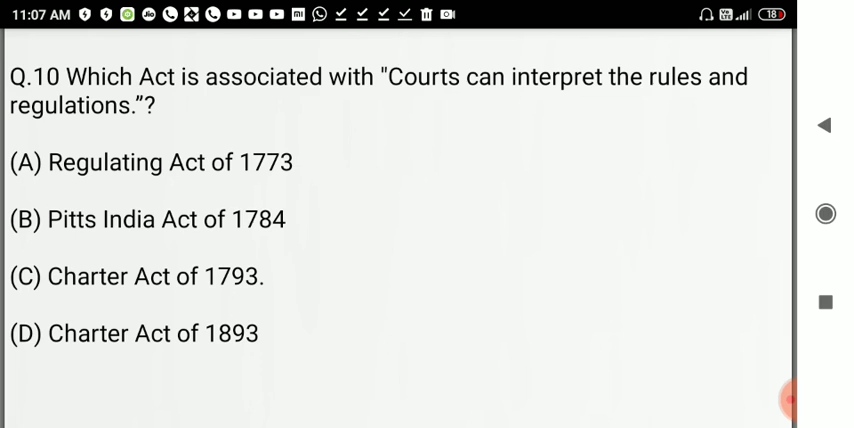 11:07 AM
18
Q.10 Which Act is associated with "Courts can interpret the rules and
regulations.”?
(A) Regulating Act of 1773
(B) Pitts India Act of 1784
(C) Charter Act of 1793.
(D) Charter Act of 1893